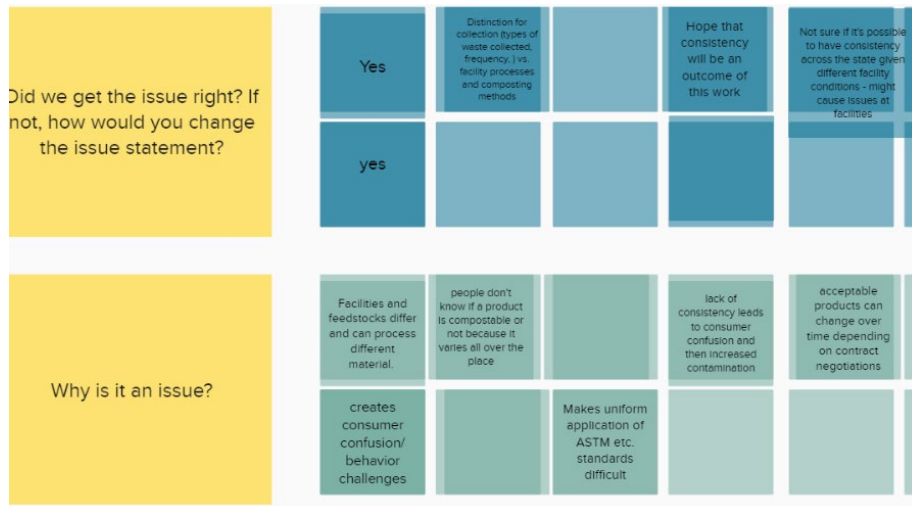 Did we get the issue right? If
not, how would you change
the issue statement?
Yes
Distinction for
collection (types of
waste collected,
frequency, ) vs.
facility processes
and composting
methods
Hope that
consistency
will be an
outcome of
this work
Not sure if it's possible
to have consistency
across the state given
different facility
conditions - might
cause issues at
facilities
yes
Why is it an issue?
Facilities and
feedstocks differ
and can process
different
material.
people don't
know if a product
is compostable or
not because it
varies all over the
place
lack of
consistency leads
to consumer
confusion and
then increased
contamination
acceptable
products can
change over
time depending
on contract
negotiations
creates
consumer
confusion/
behavior
challenges
Makes uniform
application of
ASTM etc.
standards
difficult